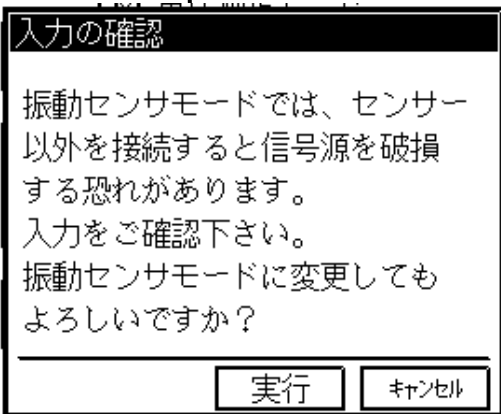 入力の確認
振動センサモードでは、センサー
以外を接続すると信号源を破損
する恐れがあります。
入力をご確認下さい。
振動センサモードに変更しても
よろしいですか？
実行
ｷｬﾝｾﾙ